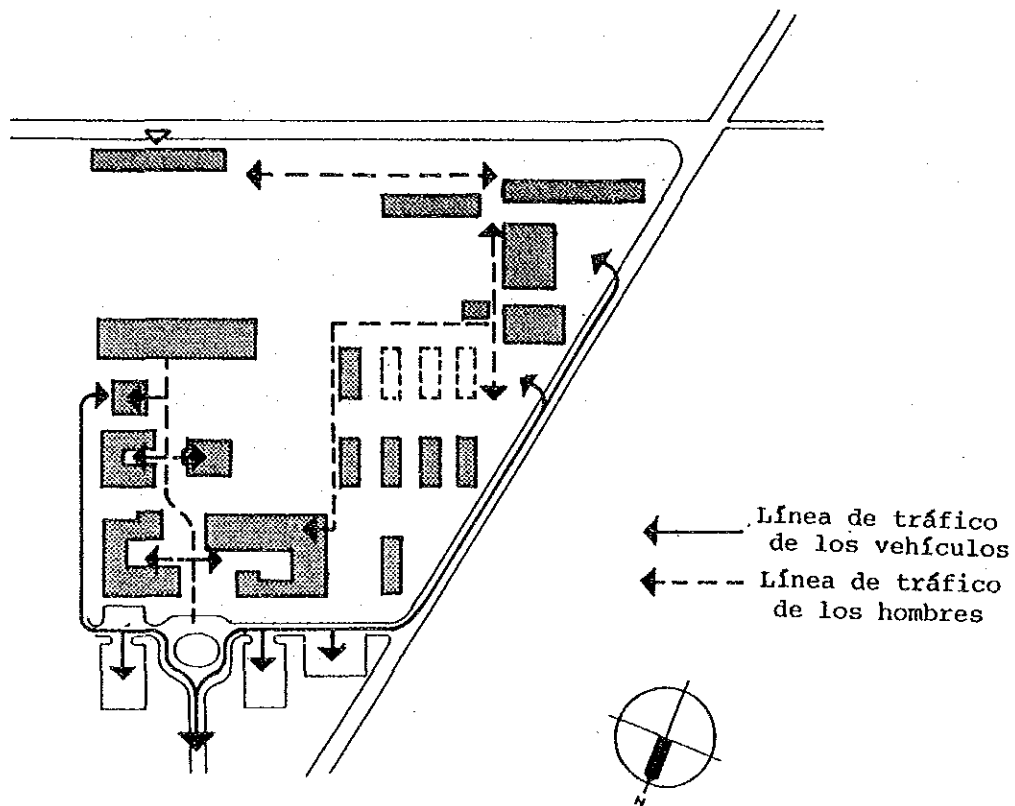 Línea de tráfico
de los vehículos
Línea de tráfico
de los hombres
N